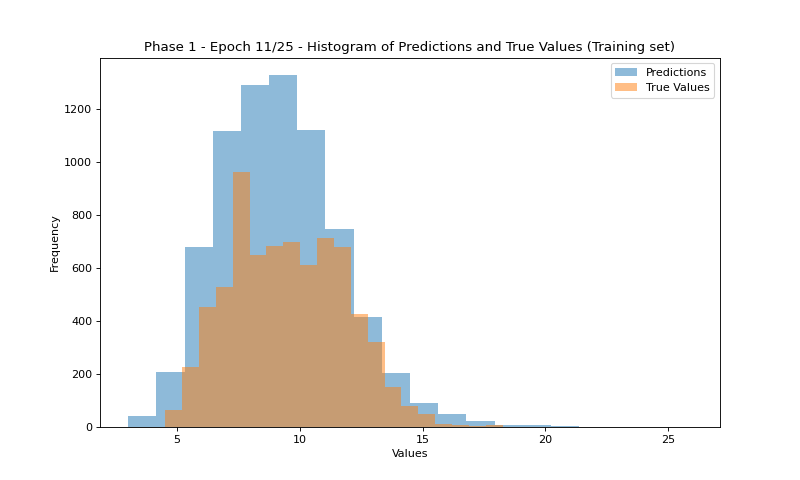 Phase 1 - Epoch 11/25 - Histogram of Predictions and True Values (Training set)
Predictions
True Values
1200
1000
800
600
400
200
0
Frequency
5 10 15 20 25
Values